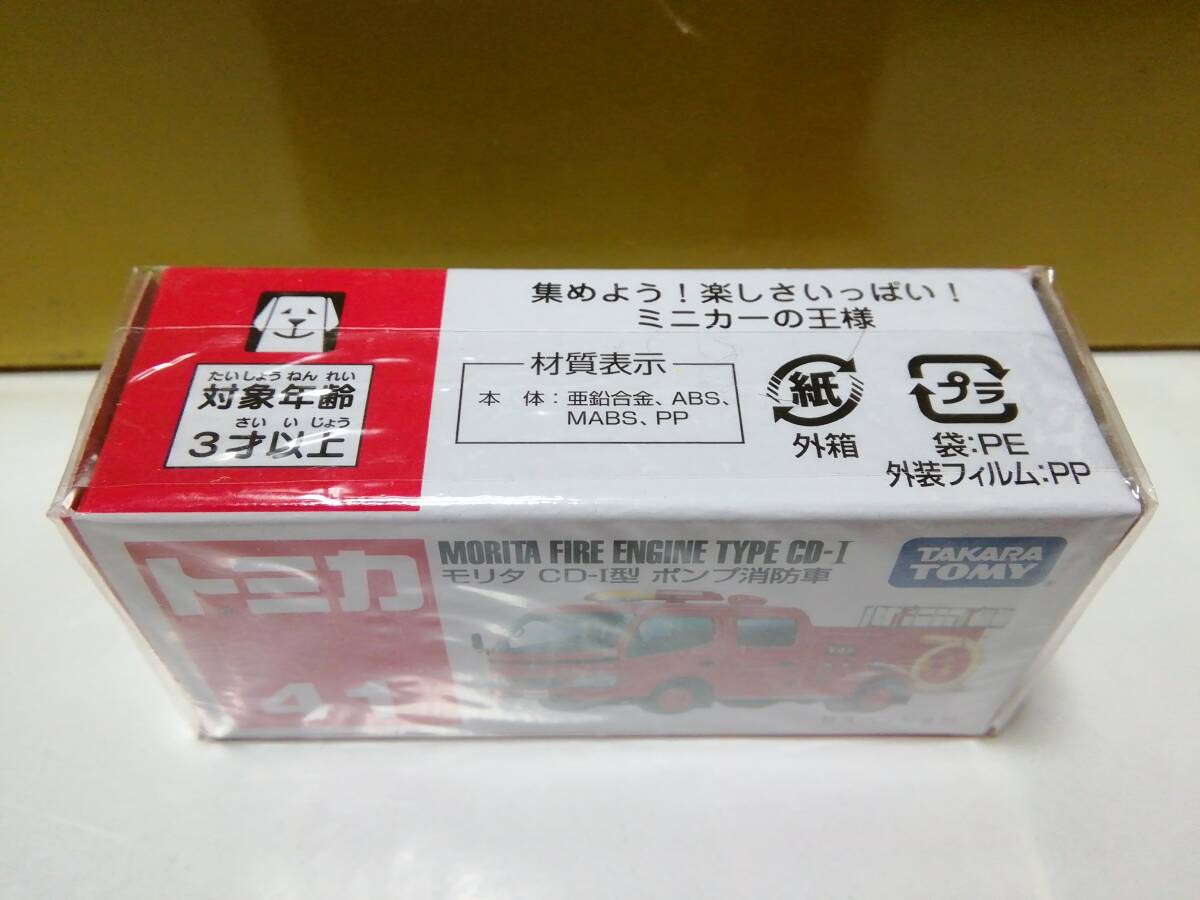 たいしょうねんれい
対象年齢
さいいじょう
3才以上
集めよう!楽しさいっぱい!
ミニカーの王様
材質表示
本 体:亜鉛合金、ABS、
MABS、PP
紙
外箱
プラ
袋:PE
外装フィルム:PP
トミカ
41
MORITA FIRE ENGINE TYPE CD-I
モリタ CD-I型 ポンプ消防車
TAKARA
TOMY